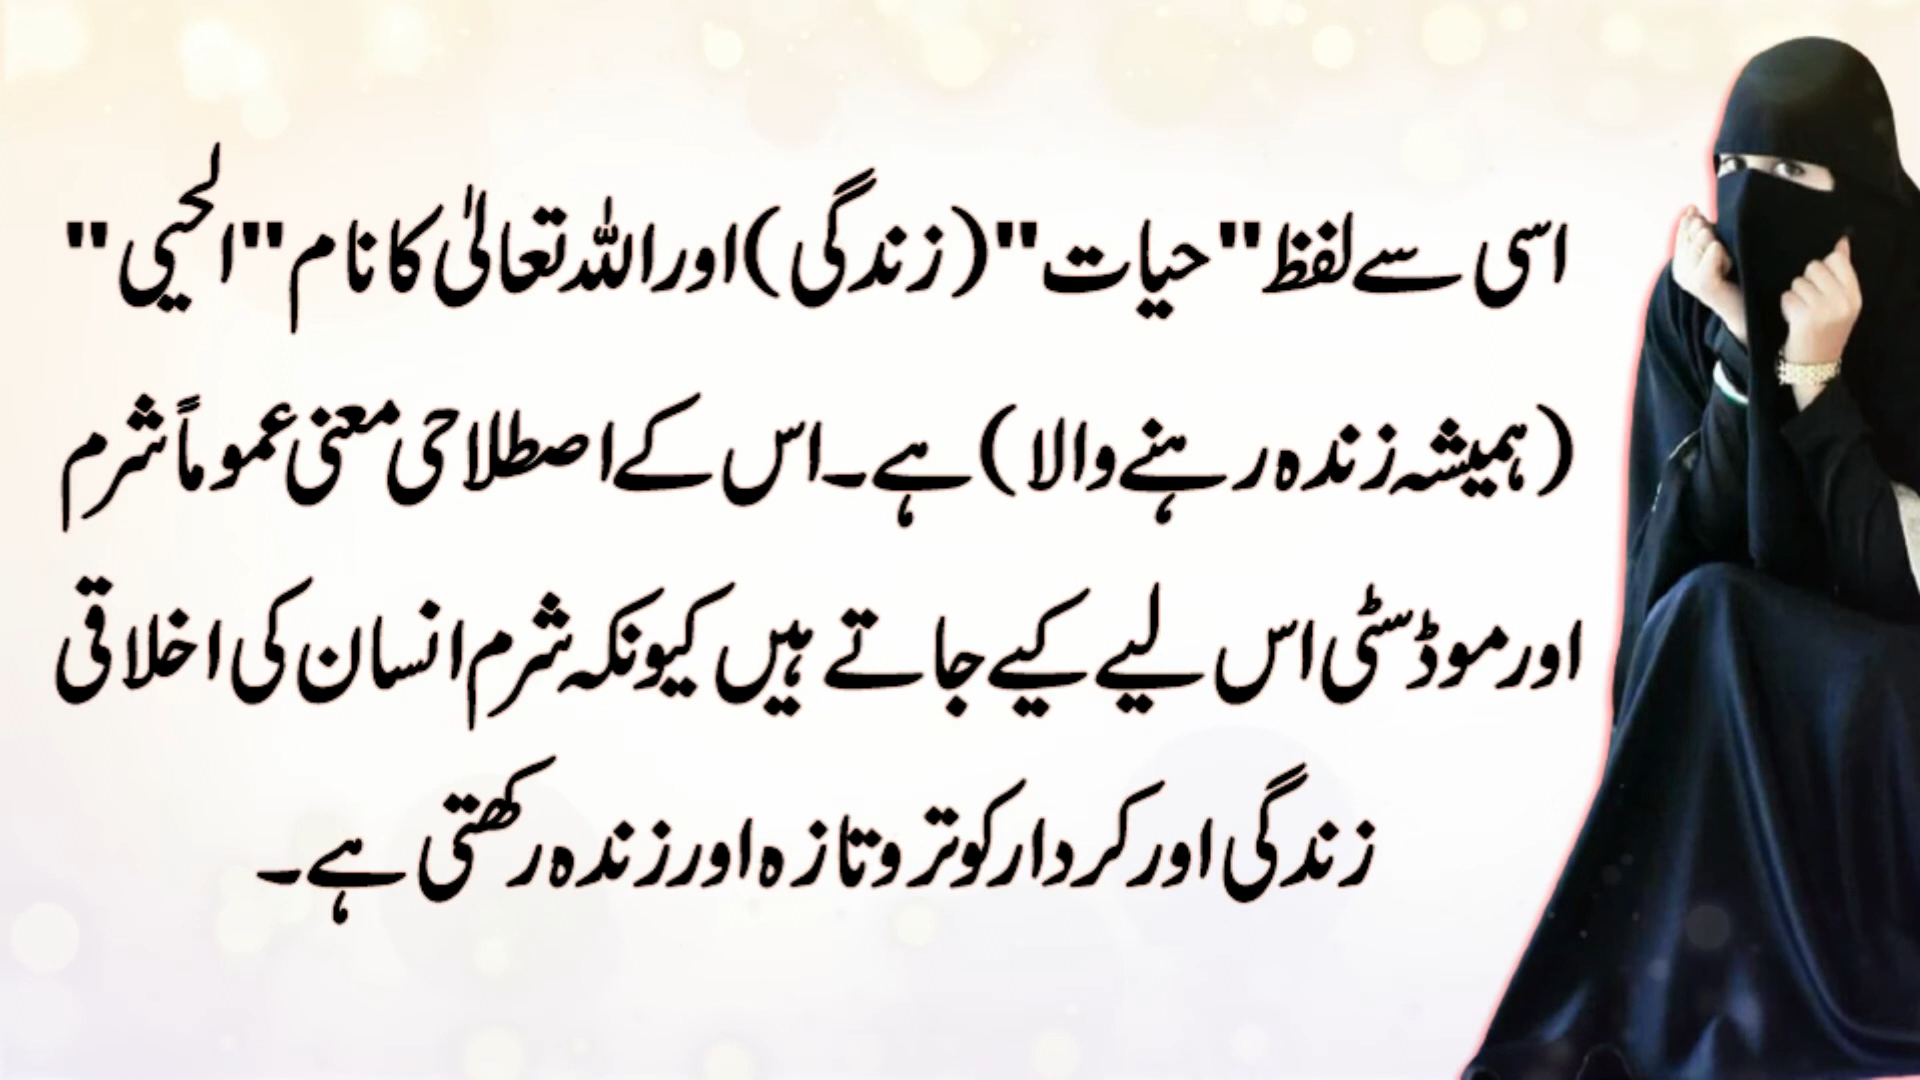 اسی سے لفظ "حیات" (زندگی) اور اللہ تعالیٰ کا نام "الحیی"
(ہمیشہ زندہ رہنے والا) ہے۔ اس کے اصطلاحی معنی عموماً شرم
اور موڈسٹی اس لیے کیے جاتے ہیں کیونکہ شرم انسان کی اخلاقی
زندگی اور کردار کو تروتازہ اور زندہ رکھتی ہے۔